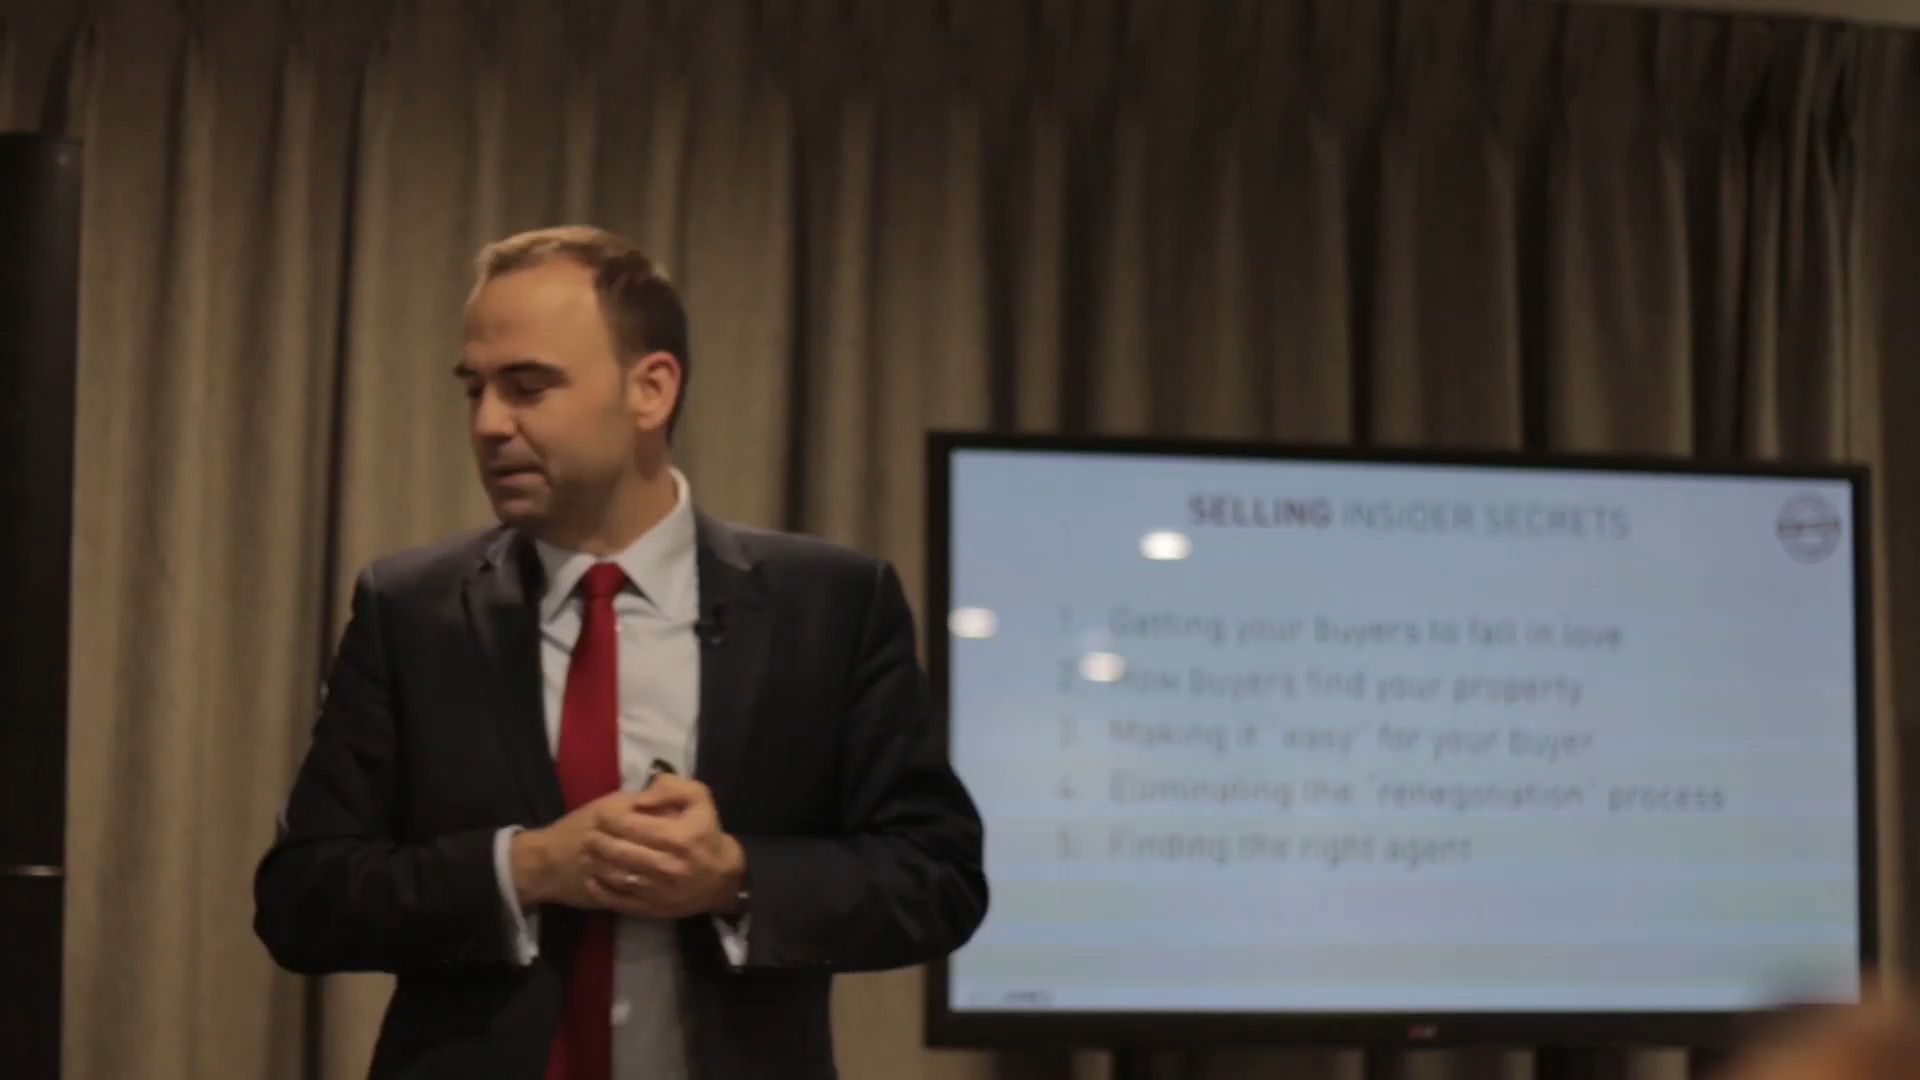 SELLING INSIDER SECRETS
1. Getting your buyers to fall in love
2. How buyers find your property
3. Making it 'easy' for your buyer
4. Eliminating the "renegotiation" process
5. Finding the right agent